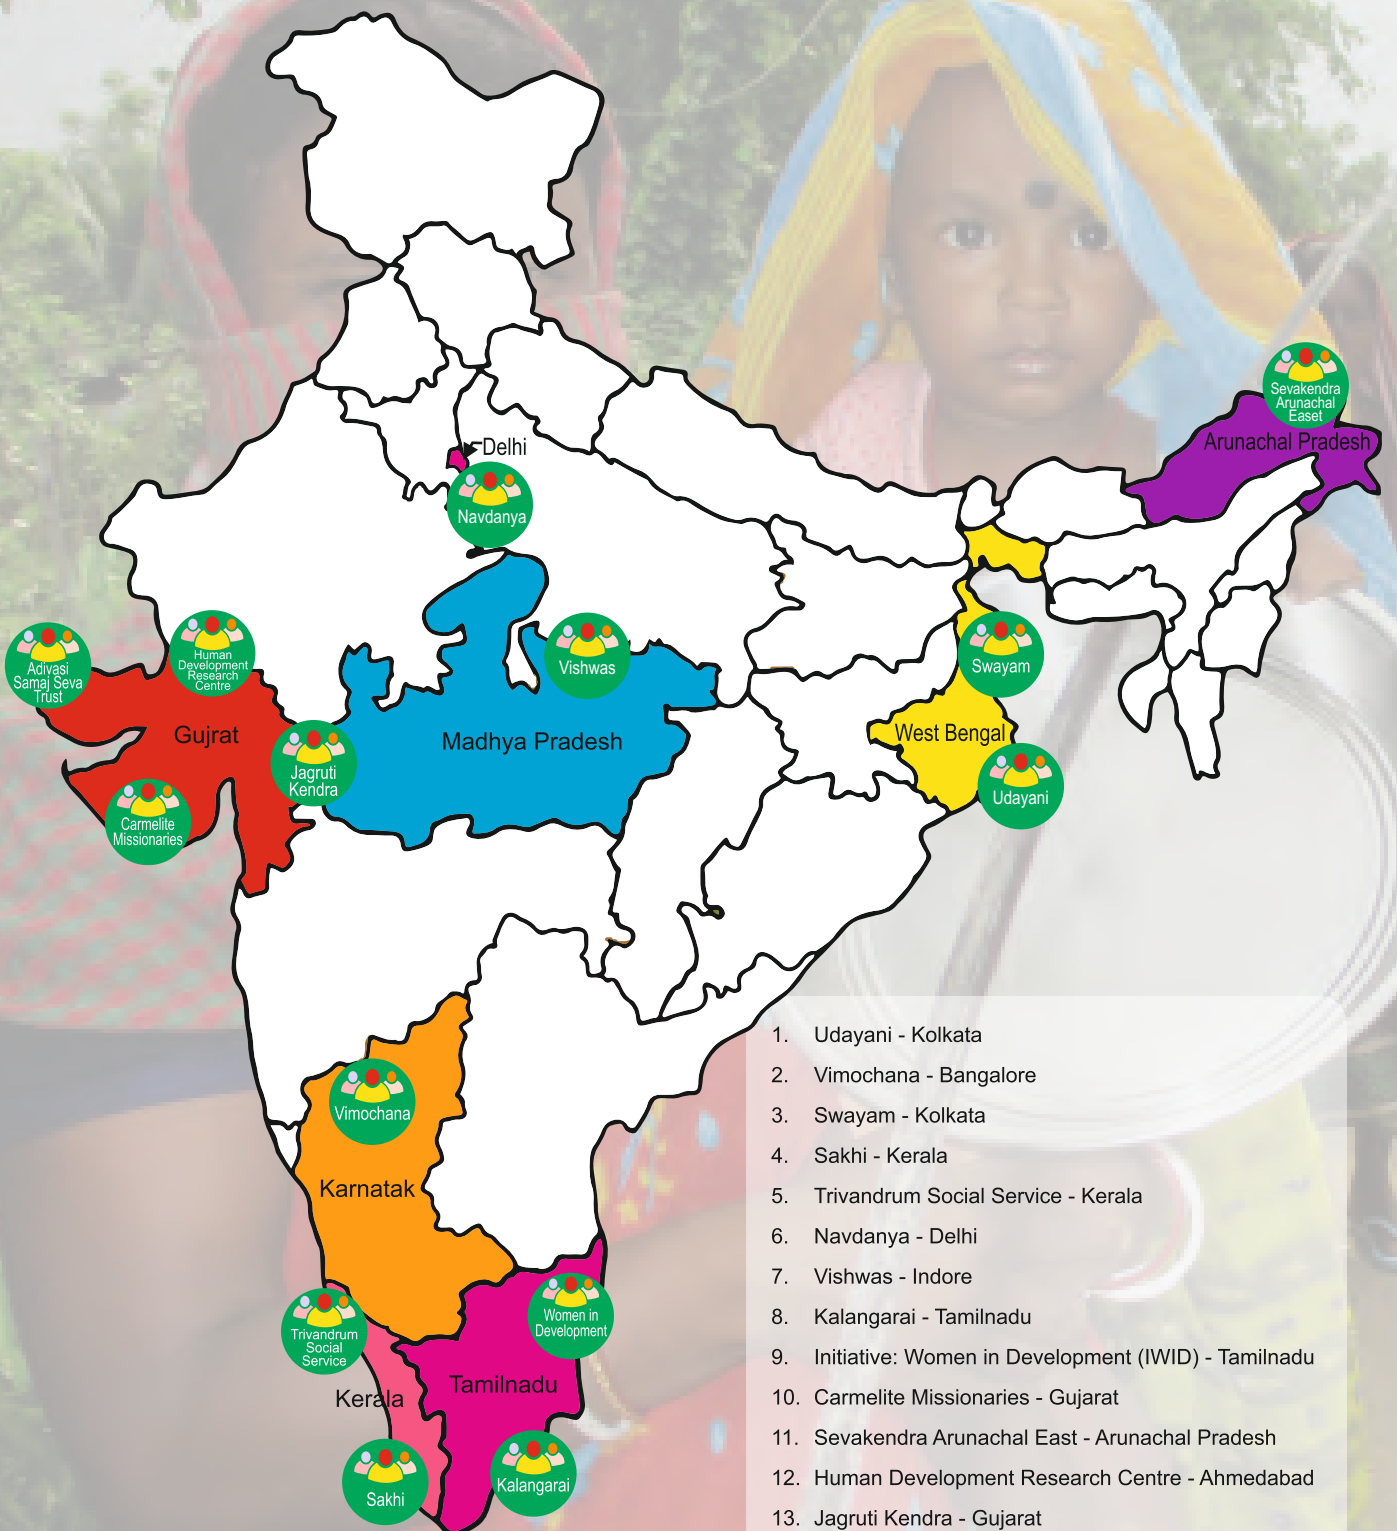 Sevakendra
Arunachal
Easet
Arunachal Pradesh
Delhi
Navdanya
Human
Development
Research
Centre
Adivasi
Samaj Seva
Trust
Vishwas
Swayam
Gujrat
Madhya Pradesh
West Bengal
Jagruti
Kendra
Udayani
Carmelite
Missionaries
Vimochana
Karnatak
Women in
Development
Trivandrum
Social
Service
Kerala
Tamilnadu
Sakhi
Kalangarai
1. Udayani - Kolkata
2. Vimochana - Bangalore
3. Swayam - Kolkata
4. Sakhi - Kerala
5. Trivandrum Social Service - Kerala
6. Navdanya - Delhi
7. Vishwas - Indore
8. Kalangarai - Tamilnadu
9. Initiative: Women in Development (IWID) - Tamilnadu
10. Carmelite Missionaries - Gujarat
11. Sevakendra Arunachal East - Arunachal Pradesh
12. Human Development Research Centre - Ahmedabad
13. Jagruti Kendra - Gujarat